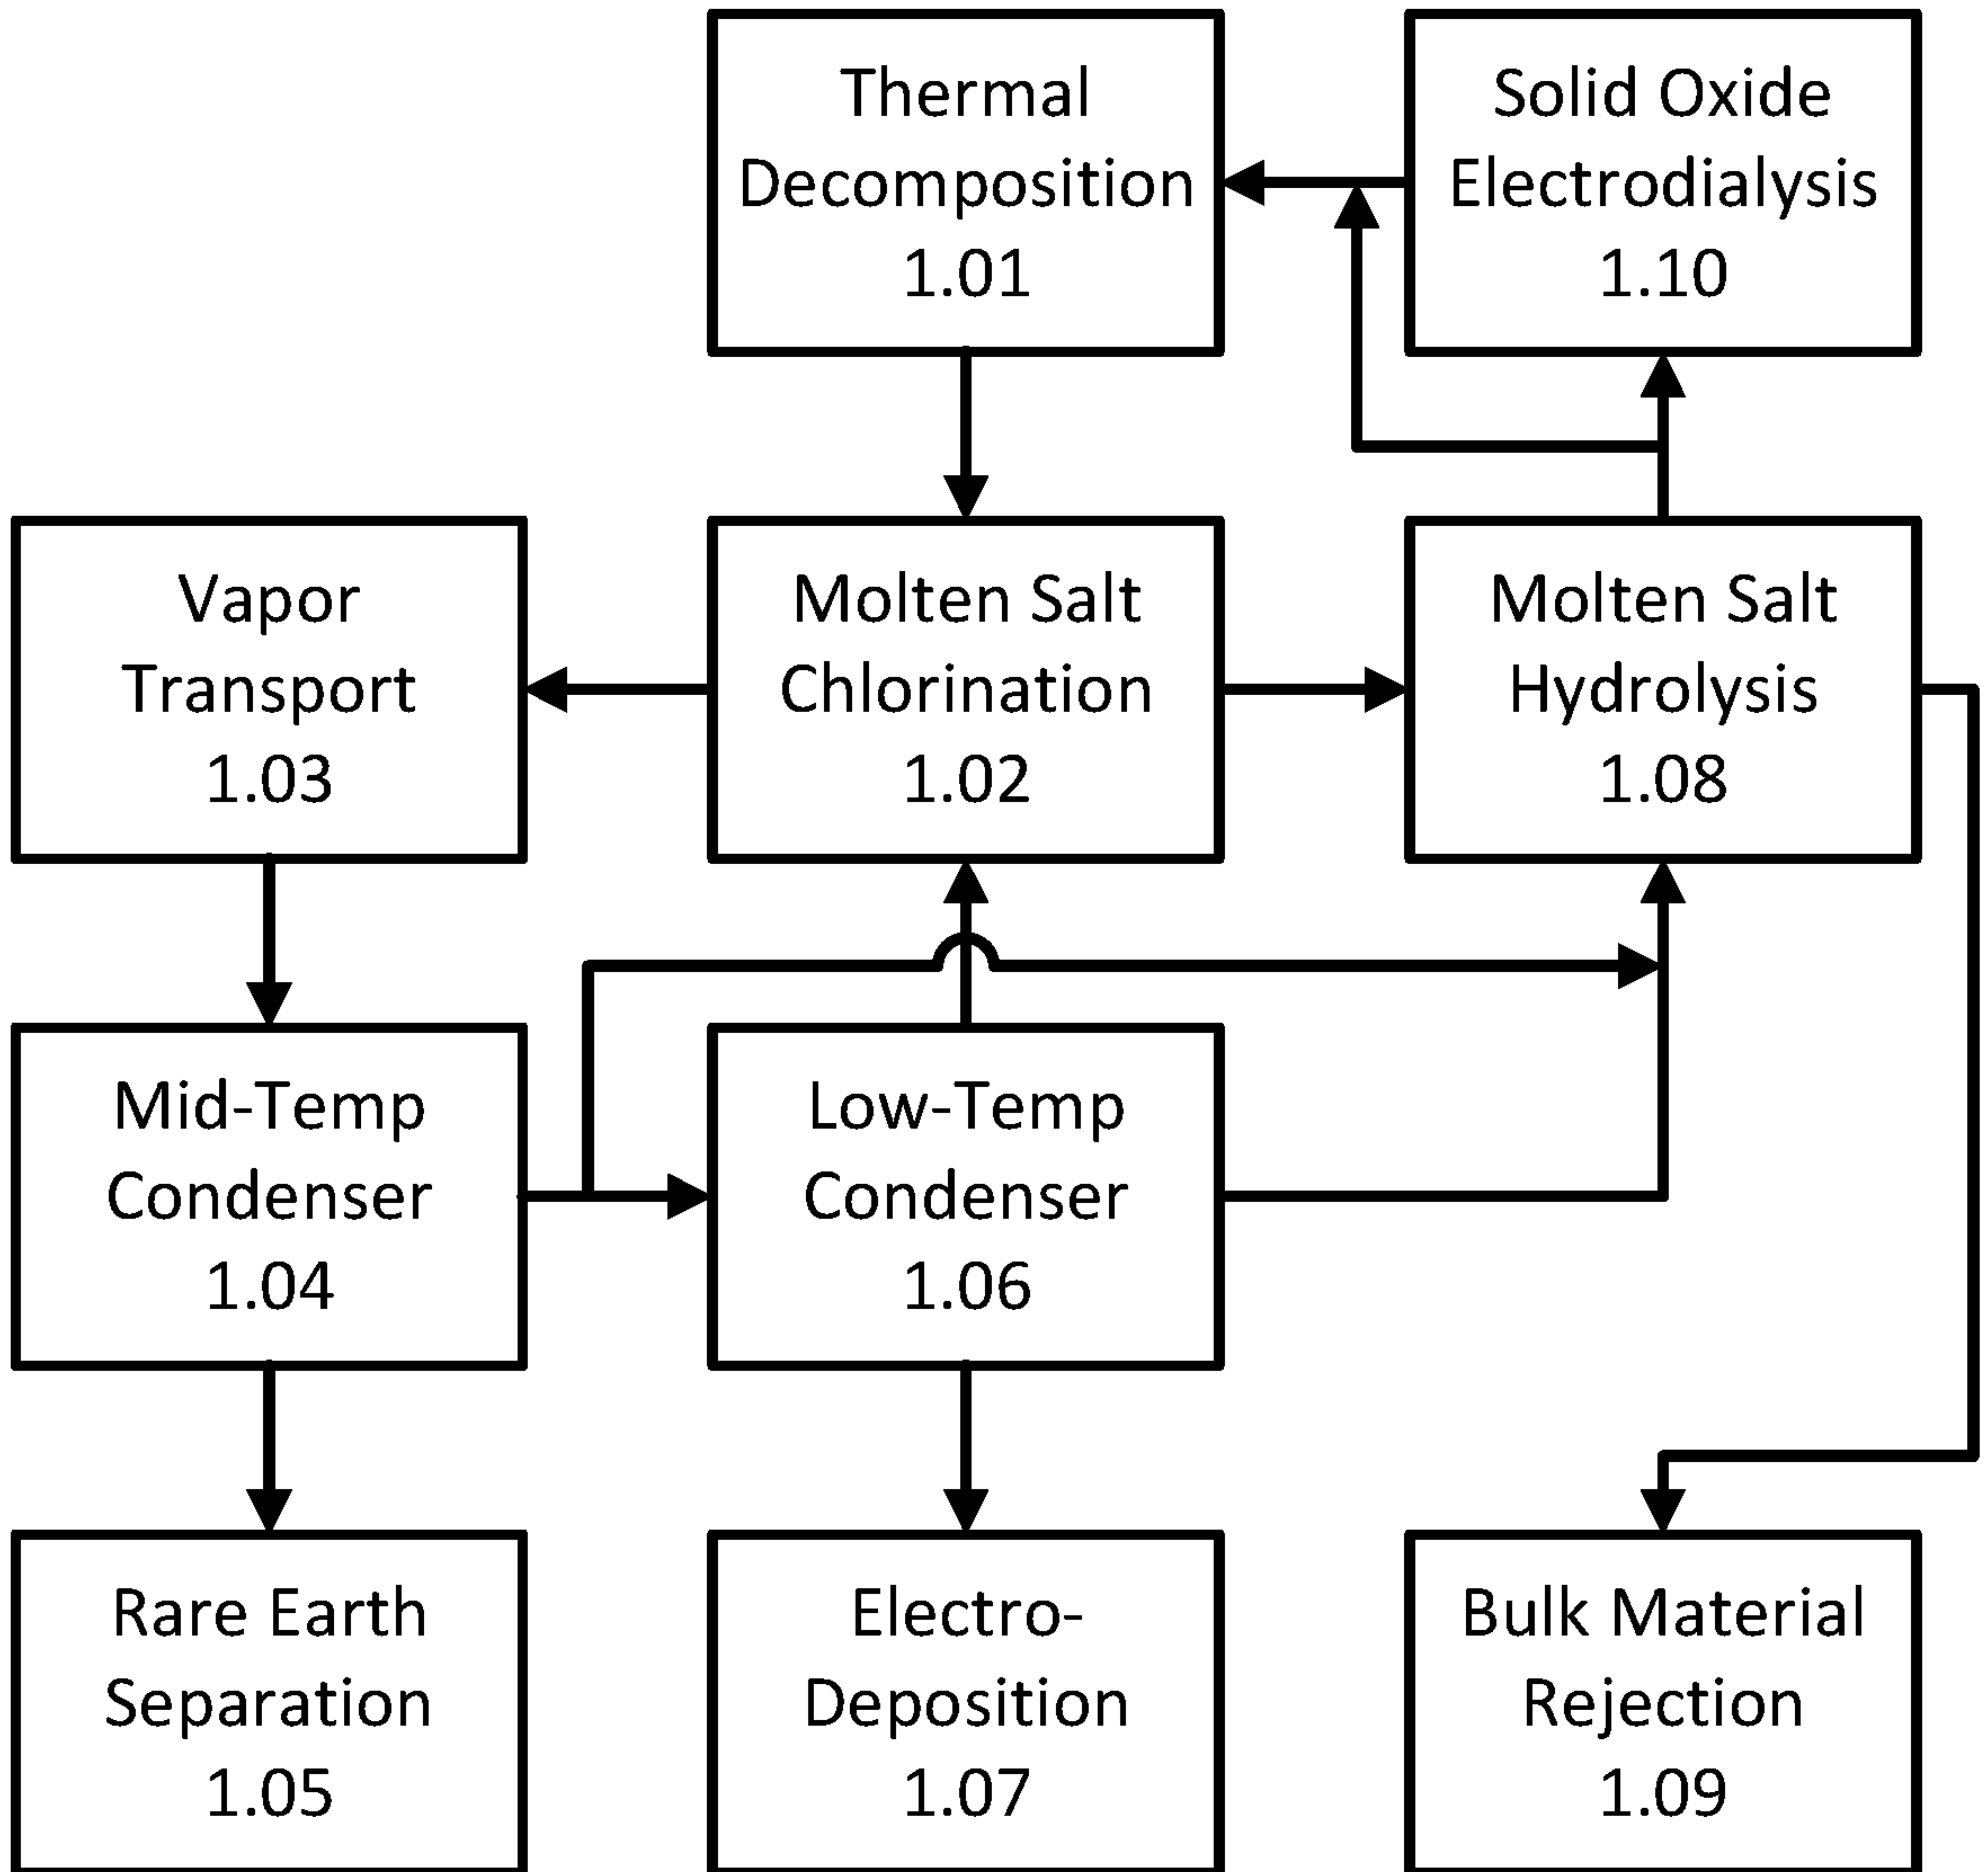 Thermal
Decomposition
1.01
Solid Oxide
Electrodialysis
1.10
Vapor
Transport
1.03
Molten Salt
Chlorination
1.02
Molten Salt
Hydrolysis
1.08
Mid-Temp
Condenser
1.04
Low-Temp
Condenser
1.06
Rare Earth
Separation
1.05
Electro-
Deposition
1.07
Bulk Material
Rejection
1.09